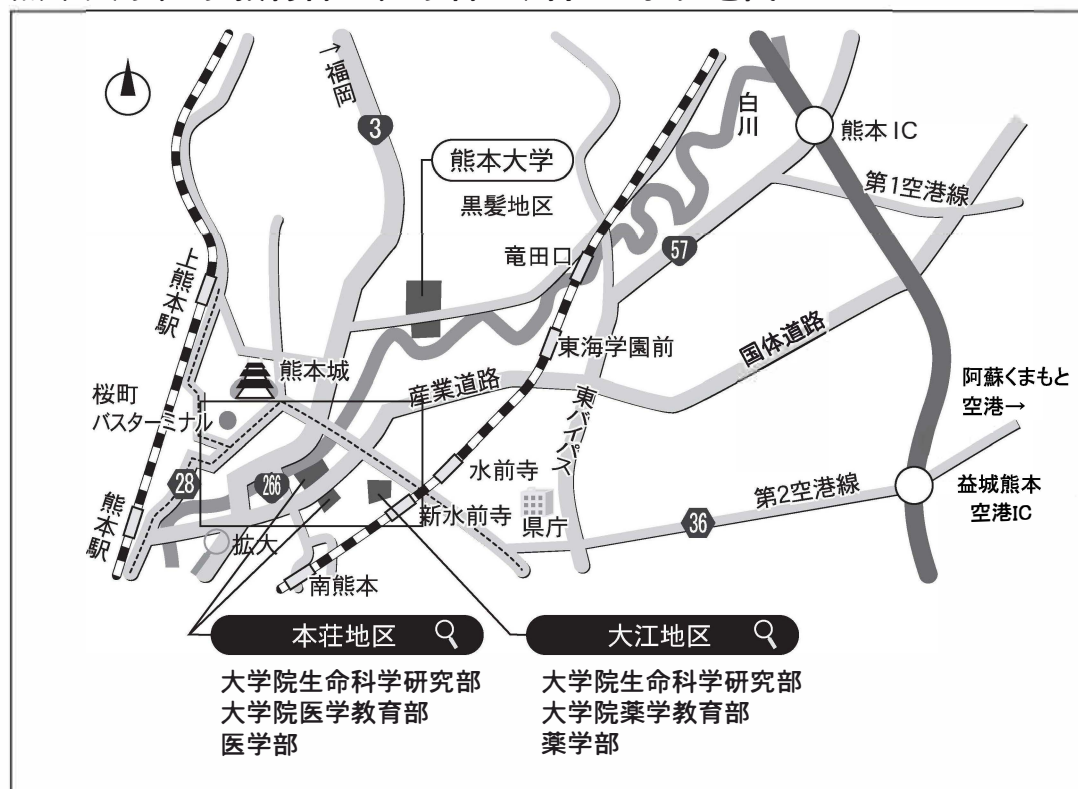 →福岡
3
白川
熊本IC
熊本大学
黒髪地区
第1空港線
57
竜田口
上熊本駅
東海学園前
国体道路
熊本城
産業道路
阿蘇くまもと
空港→
桜町
バスターミナル
東バイパス
水前寺
28
266
第2空港線
益城熊本
空港IC
新水前寺
県庁
36
熊本駅
拡大
南熊本
本荘地区
大学院生命科学研究部
大学院医学教育部
医学部
大江地区
大学院生命科学研究部
大学院薬学教育部
薬学部